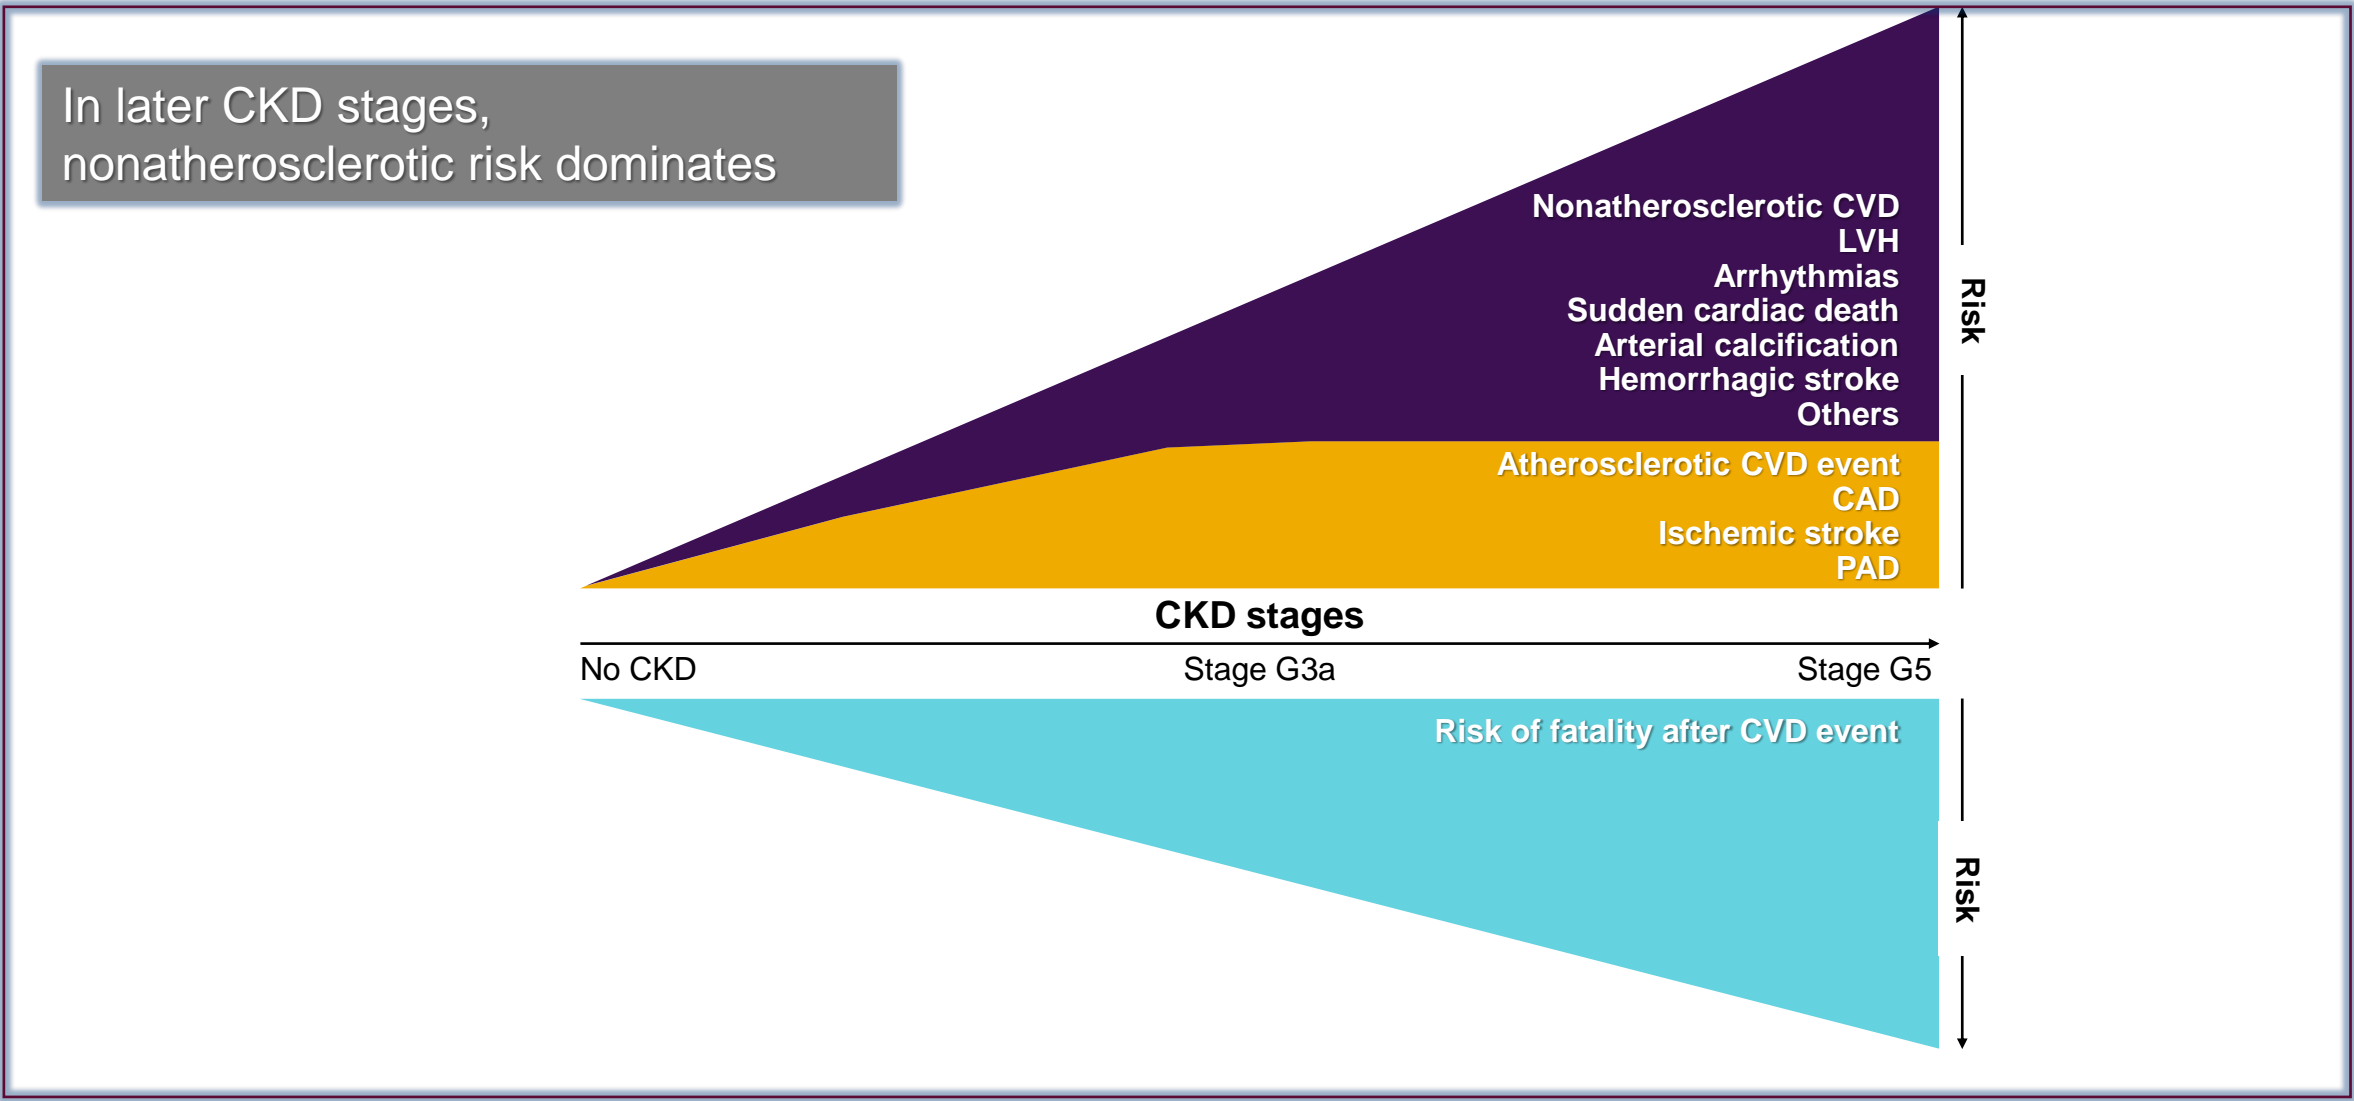 In later CKD stages,
nonatherosclerotic risk dominates
Nonatherosclerotic CVD
LVH
Arrhythmias
Sudden cardiac death
Arterial calcification
Hemorrhagic stroke
Others
Risk
Atherosclerotic CVD event
CAD
Ischemic stroke
PAD
CKD stages
No CKD
Stage G3a
Stage G5
Risk of fatality after CVD event
Risk